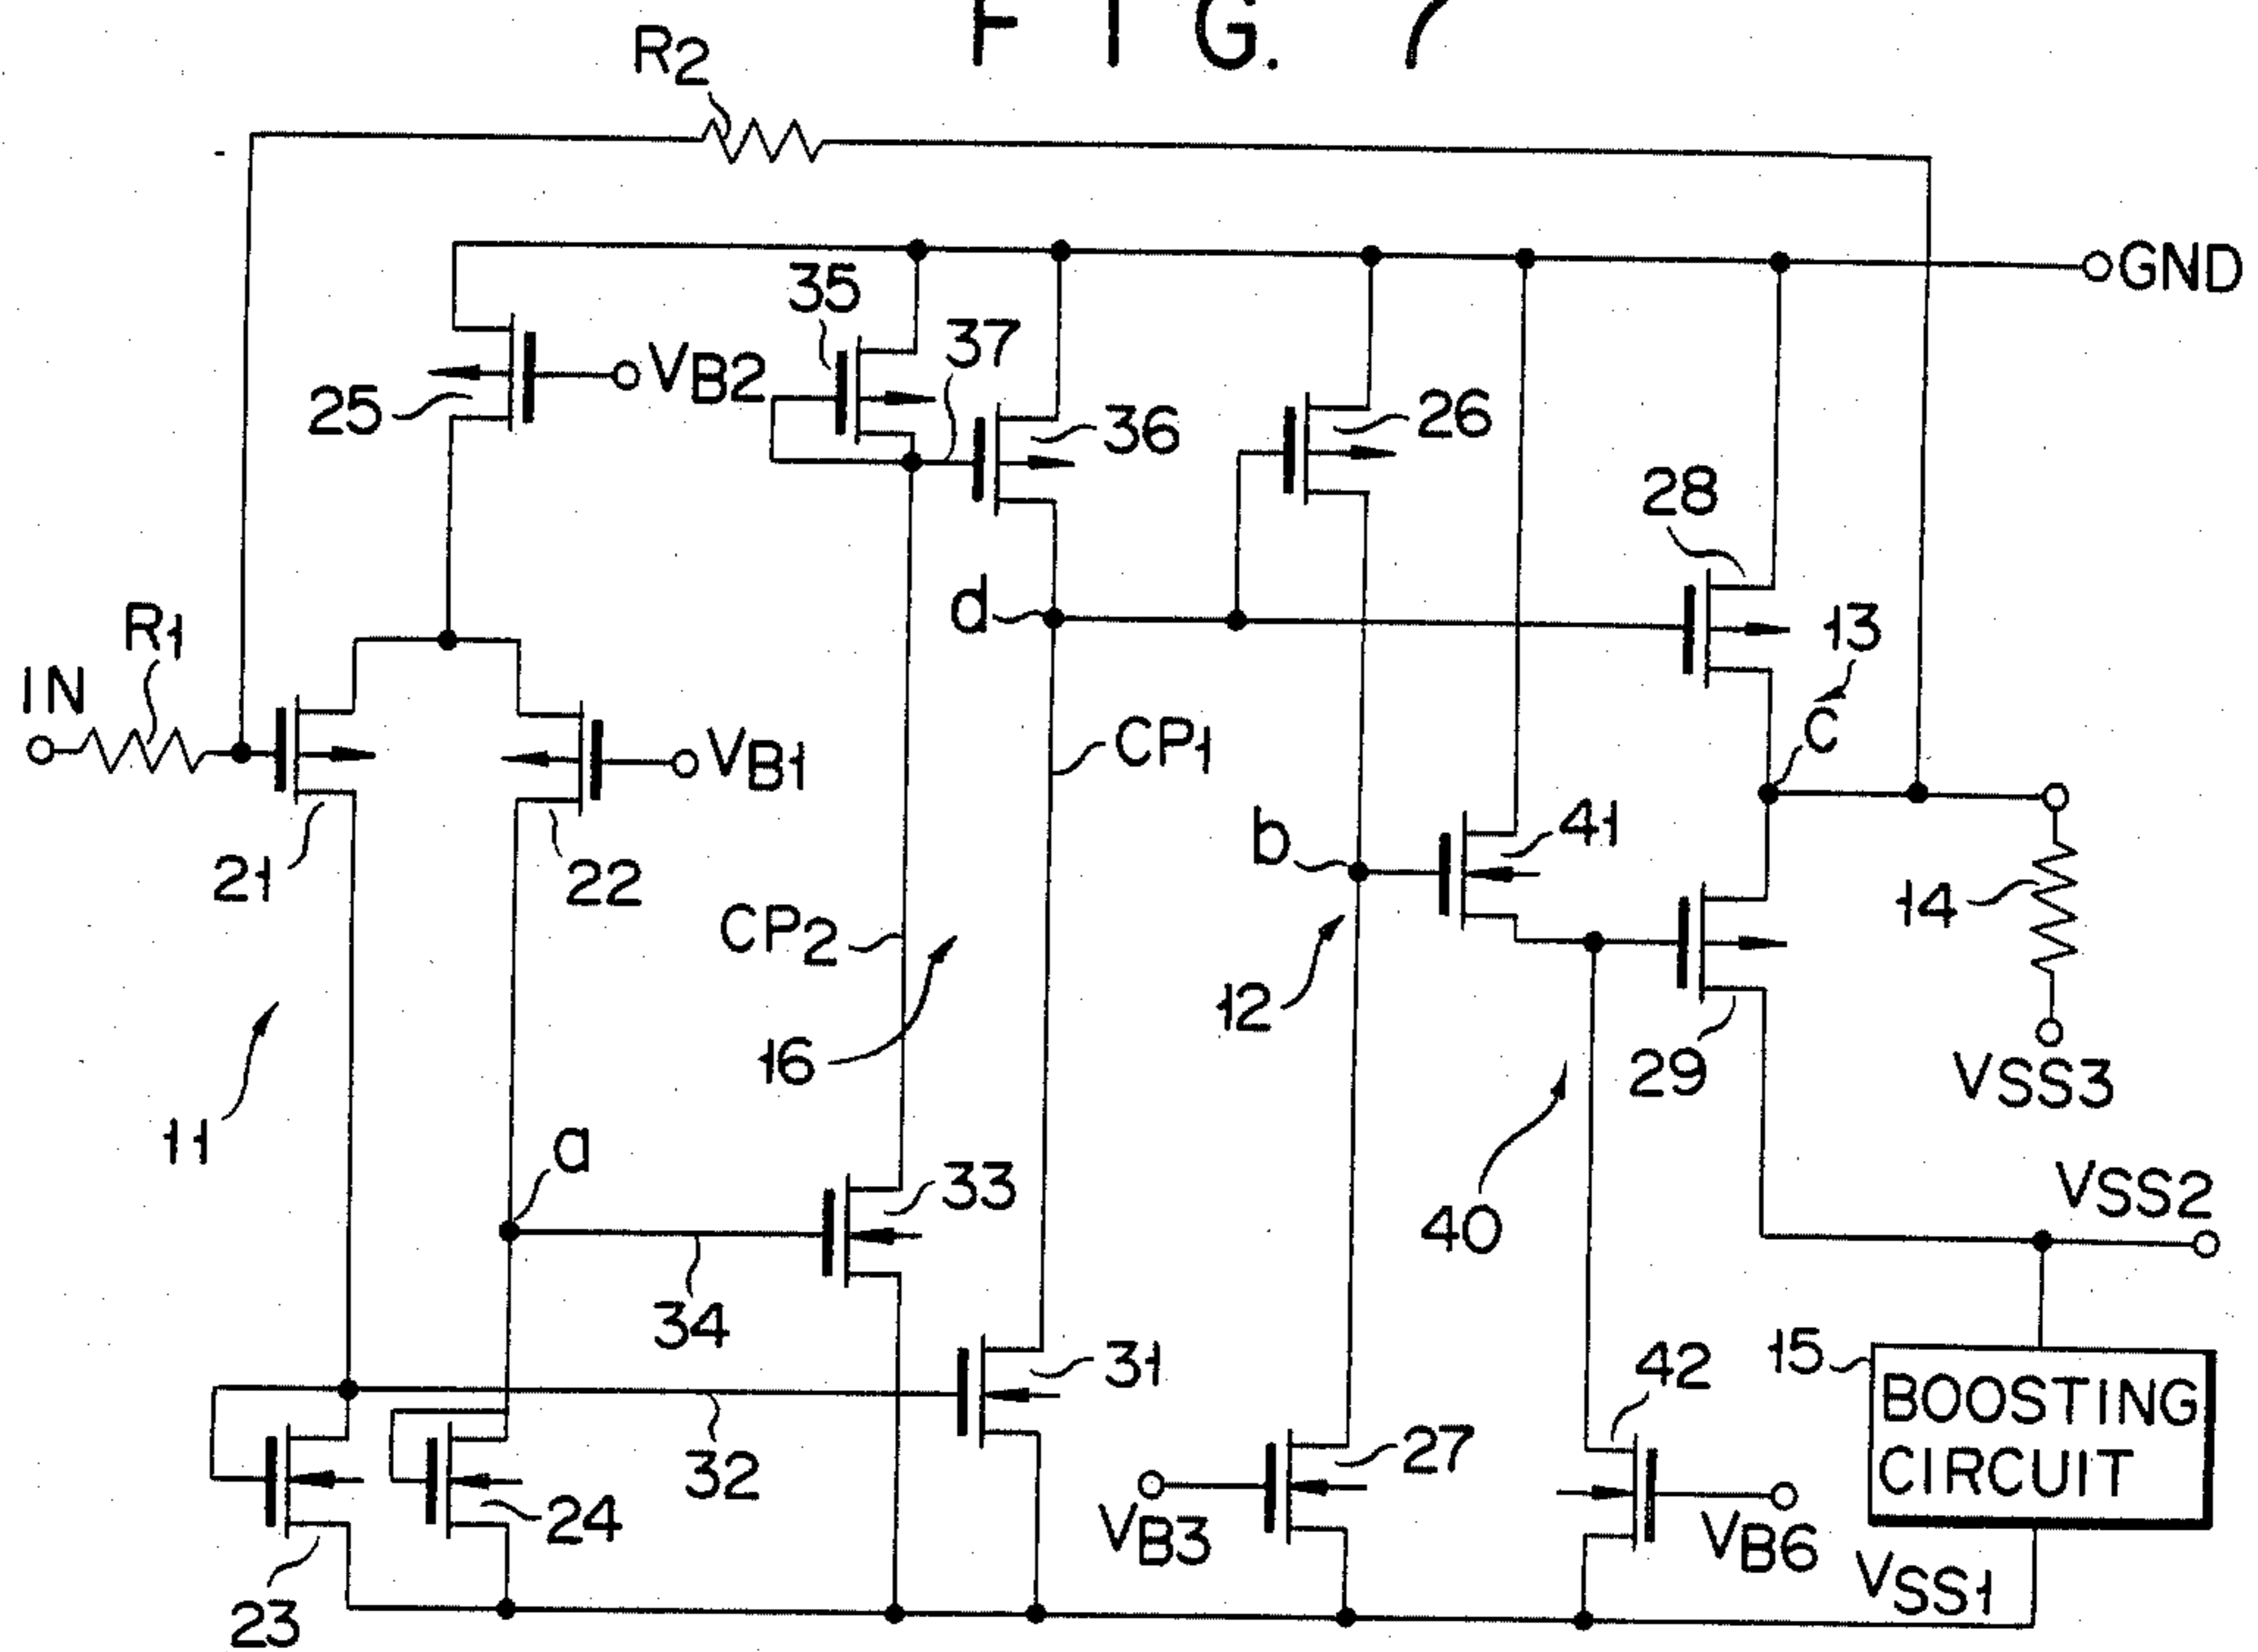 FIG. 7
R2
GND
35
37
VB2
25
36
26
28
R1
d
13
IN
C
VB1
CP1
41
b
21
22
14
CP2
12
16
29
VSS3
11
a
33
VSS2
40
34
31
42
15
BOOSTING
CIRCUIT
32
27
24
VB3
VB6
VSS1
23